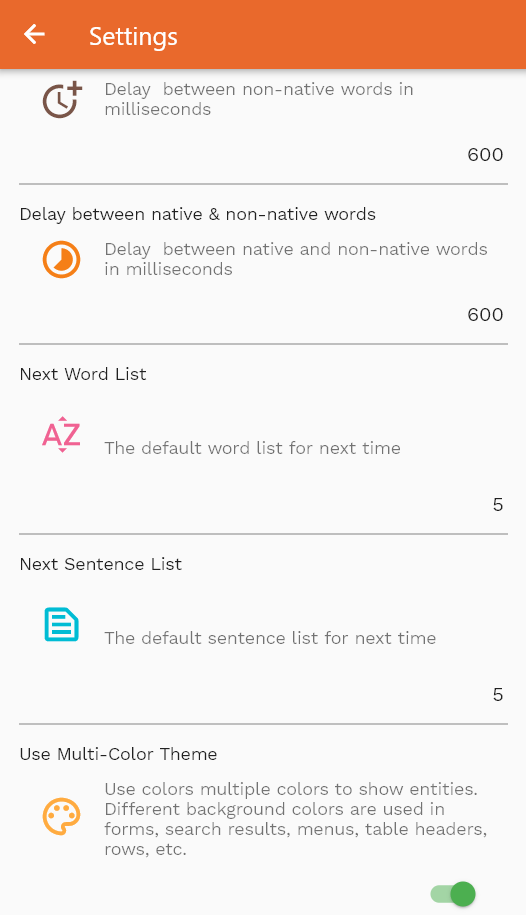 Settings
Delay  between non-native words in
milliseconds
600
Delay between native & non-native words
Delay  between native and non-native words
in milliseconds
600
Next Word List
AZ
The default word list for next time
5
Next Sentence List
The default sentence list for next time
5
Use Multi-Color Theme
Use colors multiple colors to show entities.
Different background colors are used in
forms, search results, menus, table headers,
rows, etc.